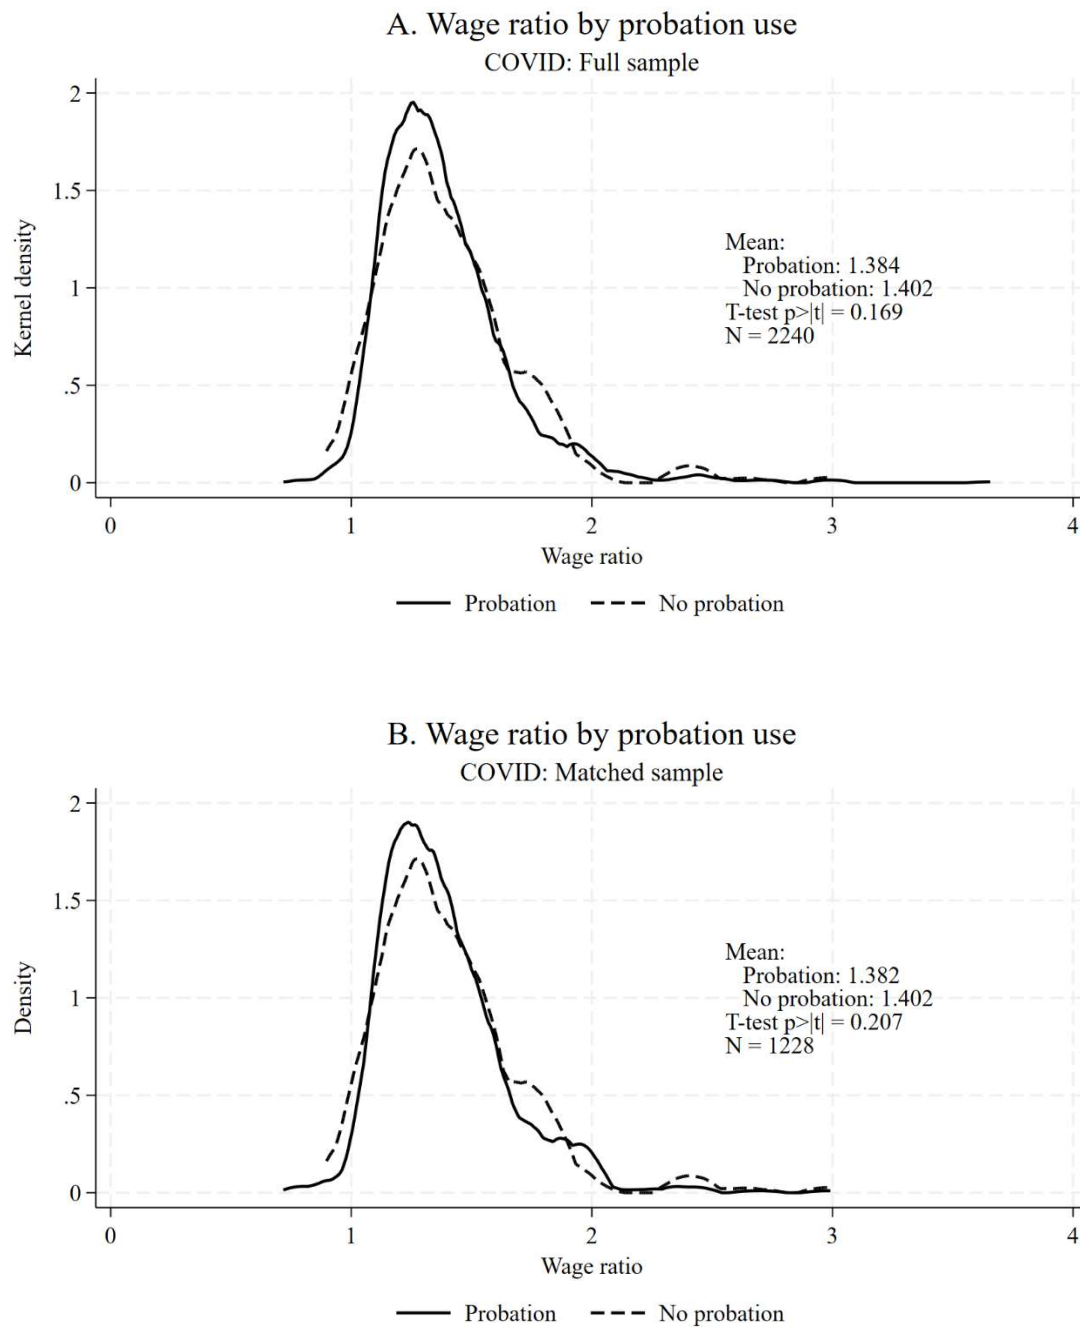 A. Wage ratio by probation use
COVID: Full sample
2
1.5
1
.5
0
Kernel density
Mean:
Probation: 1.384
No probation: 1.402
T-test p>|t| = 0.169
N = 2240
0 1 2 3 4
Wage ratio
Probation No probation
B. Wage ratio by probation use
COVID: Matched sample
2
1.5
1
.5
0
Density
Mean:
Probation: 1.382
No probation: 1.402
T-test p>|t| = 0.207
N = 1228
0 1 2 3 4
Wage ratio
Probation No probation